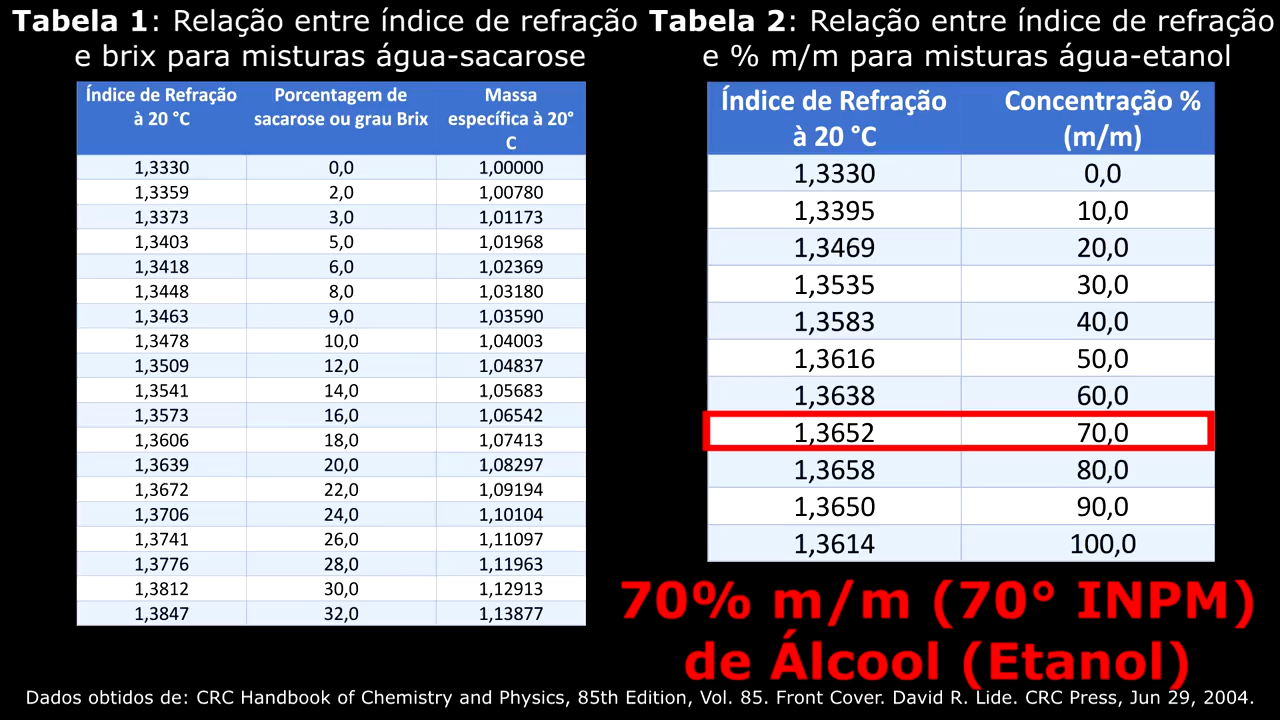 Tabela 1: Relação entre índice de refração
e brix para misturas água-sacarose
Índice de Refração à 20 °C Porcentagem de sacarose ou grau Brix Massa específica à 20° C
1,3330 0,0 1,00000
1,3359 2,0 1,00780
1,3373 3,0 1,01173
1,3403 5,0 1,01968
1,3418 6,0 1,02369
1,3448 8,0 1,03180
1,3463 9,0 1,03590
1,3478 10,0 1,04003
1,3509 12,0 1,04837
1,3541 14,0 1,05683
1,3573 16,0 1,06542
1,3606 18,0 1,07413
1,3639 20,0 1,08297
1,3672 22,0 1,09194
1,3706 24,0 1,10104
1,3741 26,0 1,11097
1,3776 28,0 1,11963
1,3812 30,0 1,12913
1,3847 32,0 1,13877
Tabela 2: Relação entre índice de refração
e % m/m para misturas água-etanol
Índice de Refração à 20 °C Concentração % (m/m)
1,3330 0,0
1,3395 10,0
1,3469 20,0
1,3535 30,0
1,3583 40,0
1,3616 50,0
1,3638 60,0
1,3652 70,0
1,3658 80,0
1,3650 90,0
1,3614 100,0
70% m/m (70° INPM)
de Álcool (Etanol)
Dados obtidos de: CRC Handbook of Chemistry and Physics, 85th Edition, Vol. 85. Front Cover. David R. Lide. CRC Press, Jun 29, 2004.